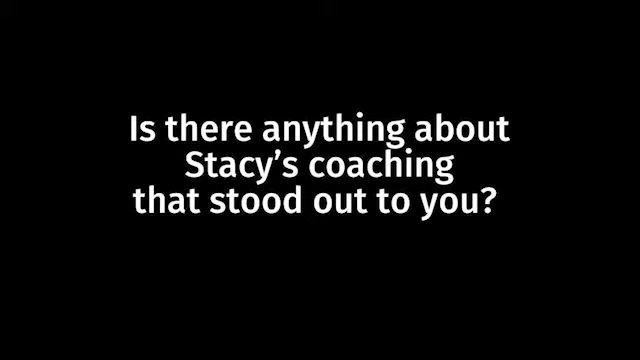 Is there anything about
Stacy’s coaching
that stood out to you?